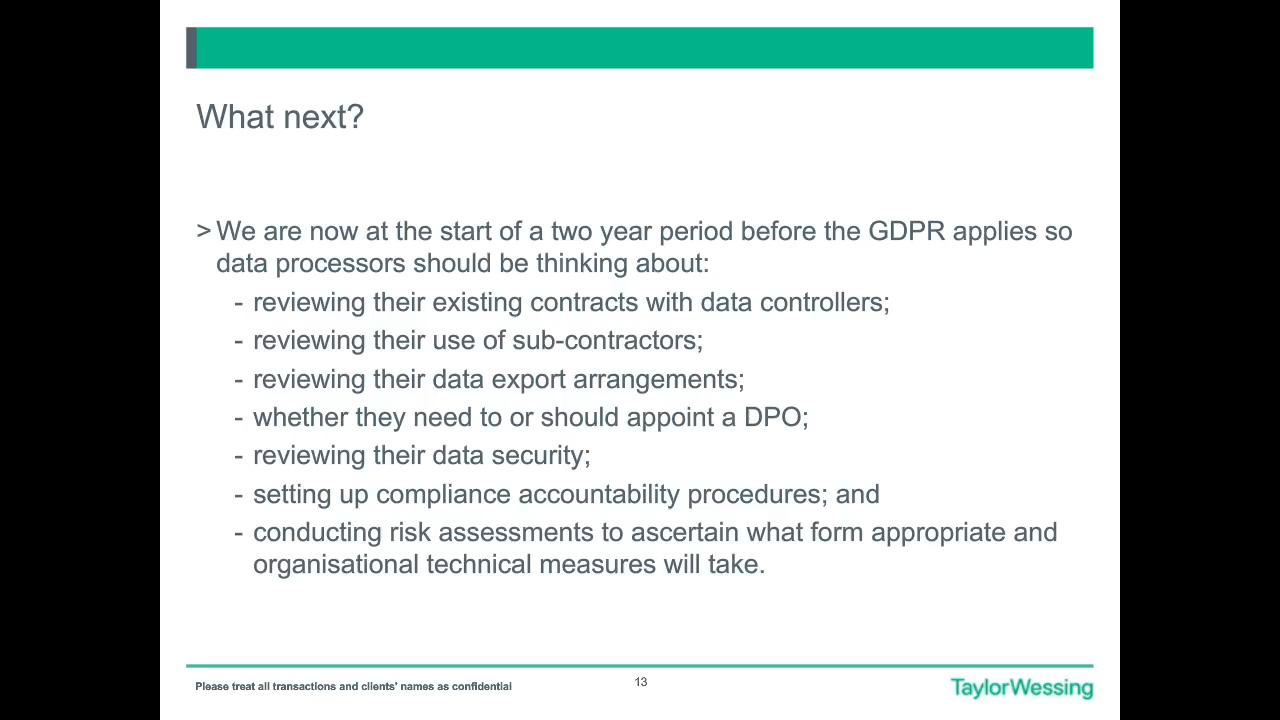 What next?
> We are now at the start of a two year period before the GDPR applies so
data processors should be thinking about:
- reviewing their existing contracts with data controllers;
- reviewing their use of sub-contractors;
- reviewing their data export arrangements;
- whether they need to or should appoint a DPO;
- reviewing their data security;
- setting up compliance accountability procedures; and
- conducting risk assessments to ascertain what form appropriate and
organisational technical measures will take.
Please treat all transactions and clients' names as confidential
13
TaylorWessing